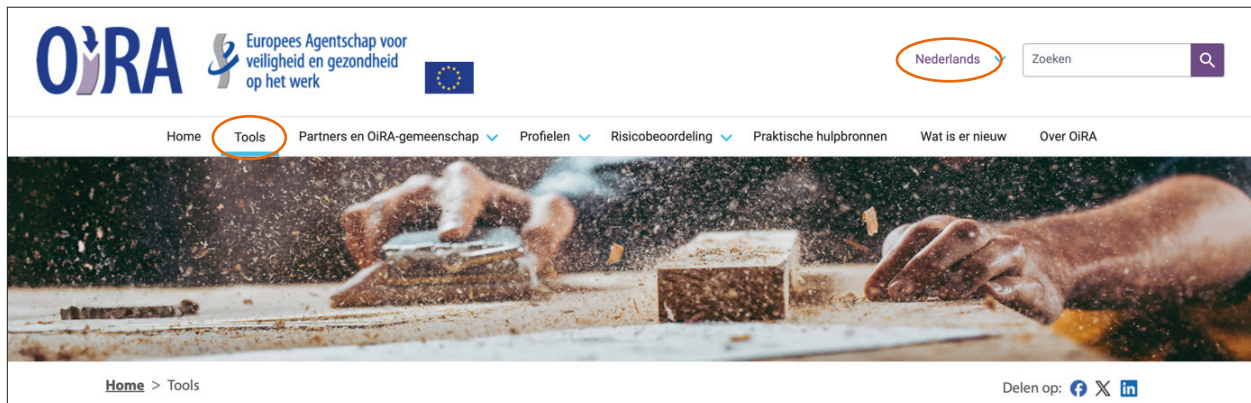 OiRA
Europees Agentschap voor
veiligheid en gezondheid
op het werk
Nederlands
Zoeken
Home Tools Partners en OiRA-gemeenschap Profielen Risicobeoordeling Praktische hulpbronnen Wat is er nieuw Over OiRA
Home > Tools
Delen op: